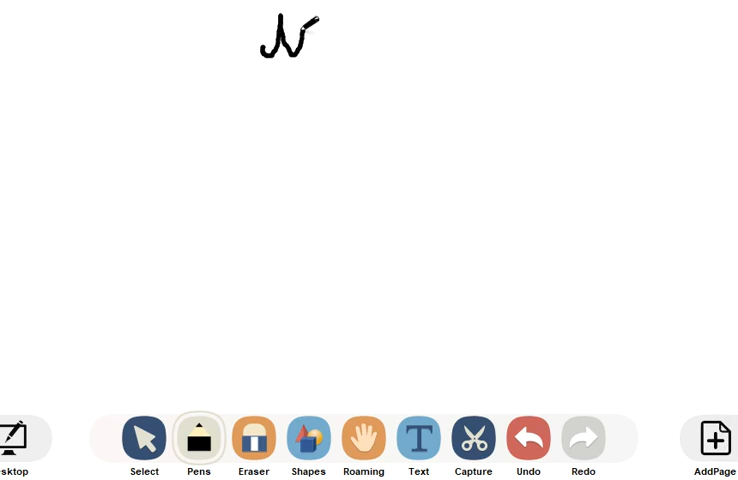 N
sktop
Select
Pens
Eraser
Shapes
Roaming
T
Text
Capture
Undo
Redo
AddPage